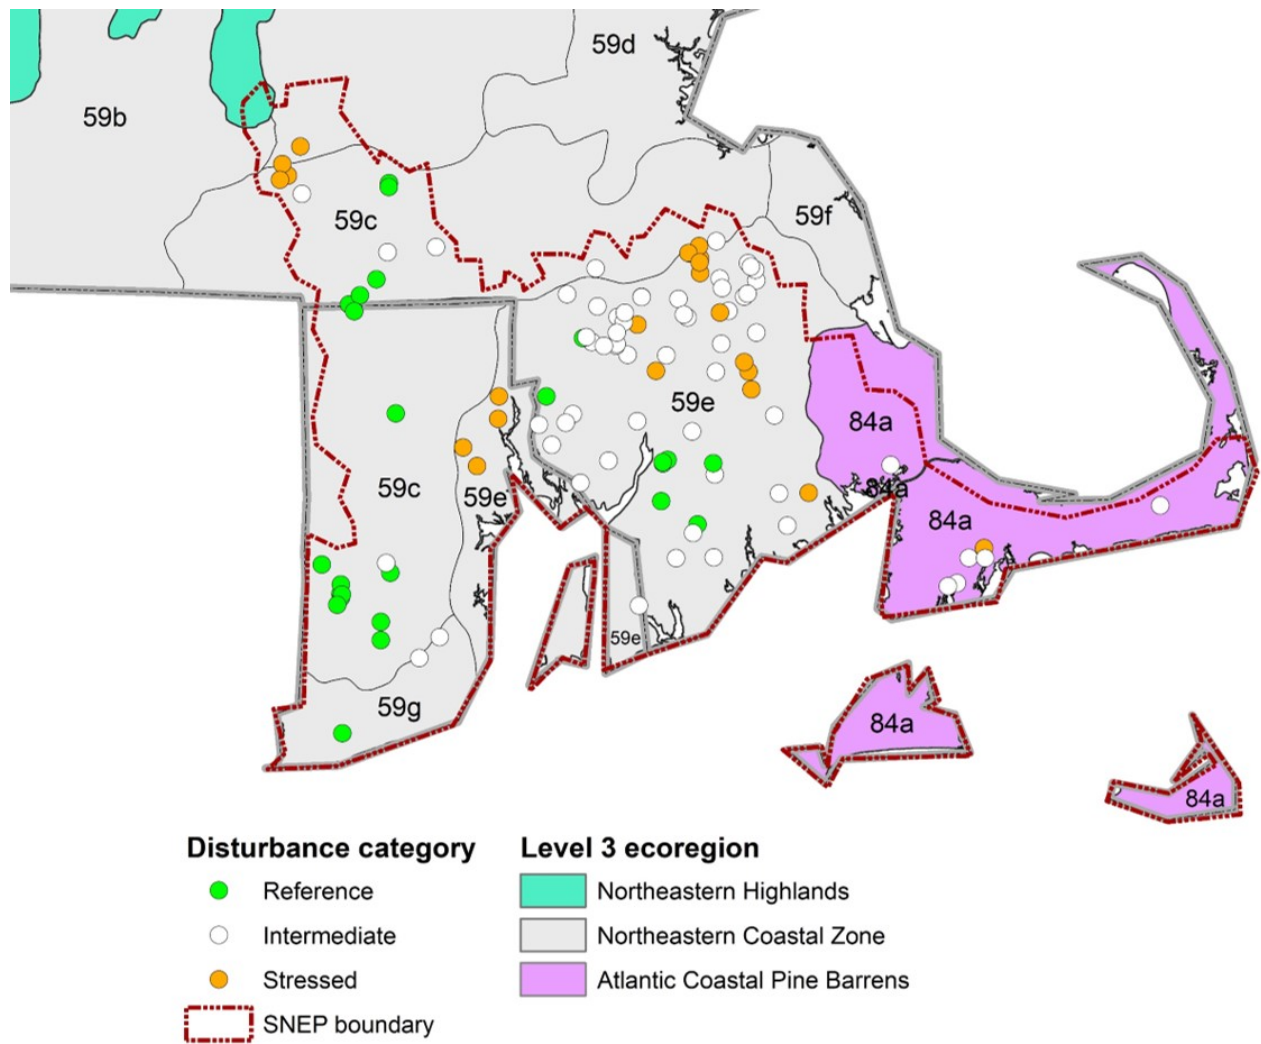 59d
59b
59c
59f
59e
84a
59c
59e
84a
84a
59e
59g
84a
84a
Disturbance category
Reference
Intermediate
Stressed
SNEP boundary
Level 3 ecoregion
Northeastern Highlands
Northeastern Coastal Zone
Atlantic Coastal Pine Barrens